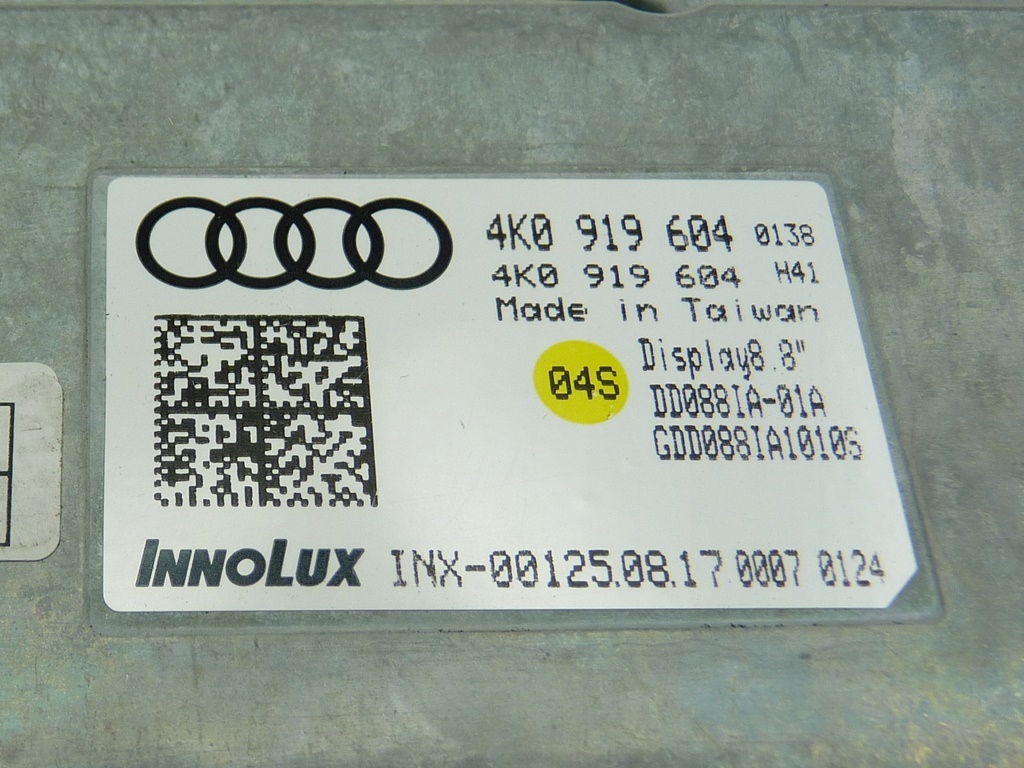 4K0 919 604 0138
4K0 919 604 H41
Made in Taiwan
04S
Display8.8"
DD088IA-01A
GDD088IA1010S
INNOLUX INX-00125.08.17 0007 0124